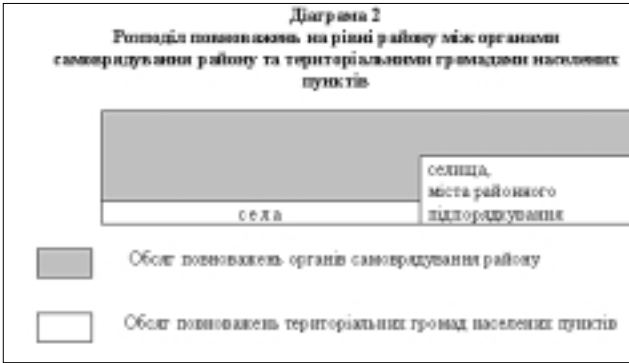 Діаграма 2
Розподіл повноважень на рівні району між органами
самоврядування району та територіальними громадами населених
пунктів
селища,
міста районного
села підпорядкування
Обсяг повноважень органів самоврядування району
Обсяг повноважень територіальних громад населених пунктів